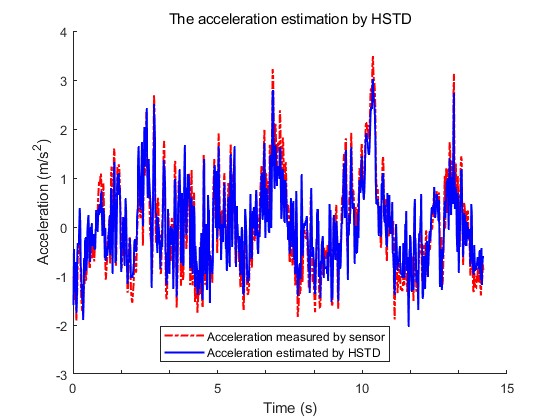 The acceleration estimation by HSTD
4
3
2
1
0
-1
-2
-3
Acceleration (m/s²)
Acceleration measured by sensor
Acceleration estimated by HSTD
0
5
10
15
Time (s)